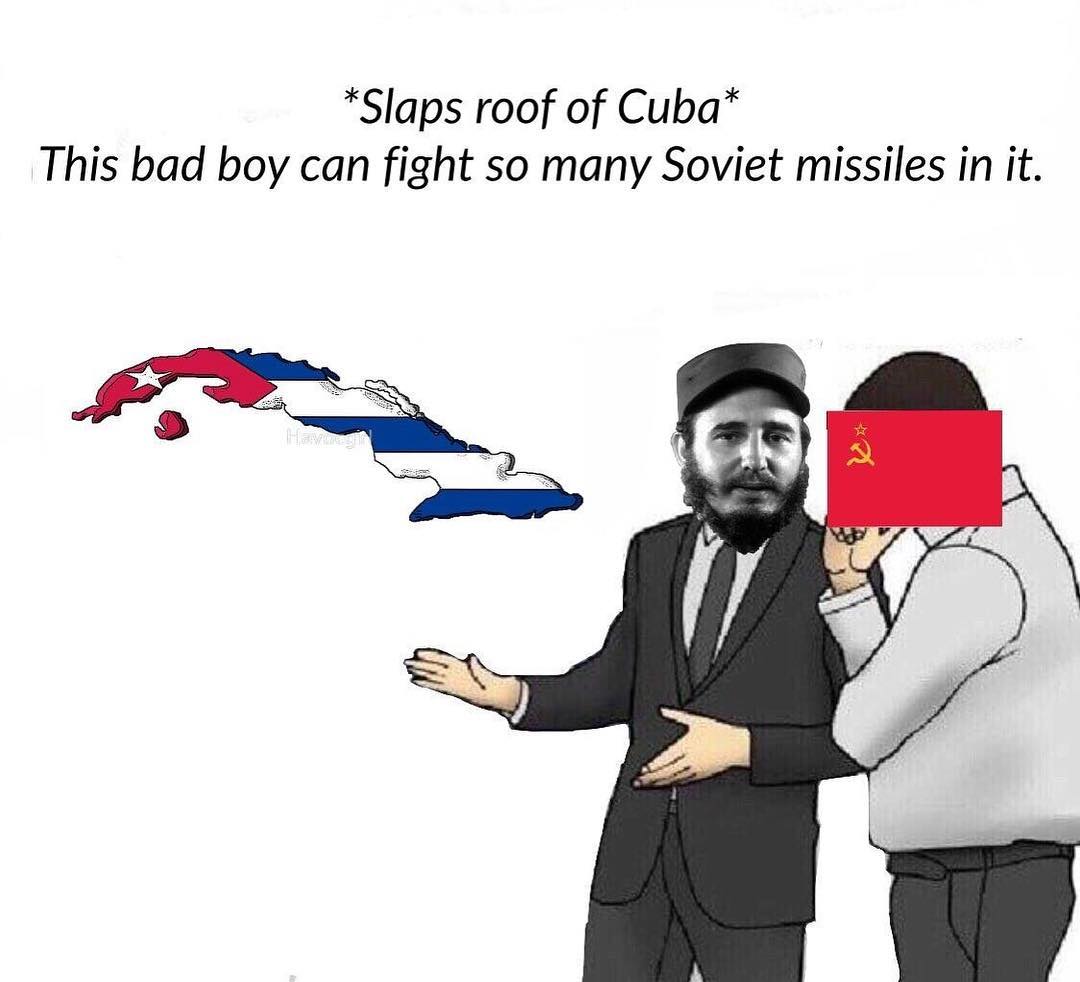 *Slaps roof of Cuba*
This bad boy can fight so many Soviet missiles in it.